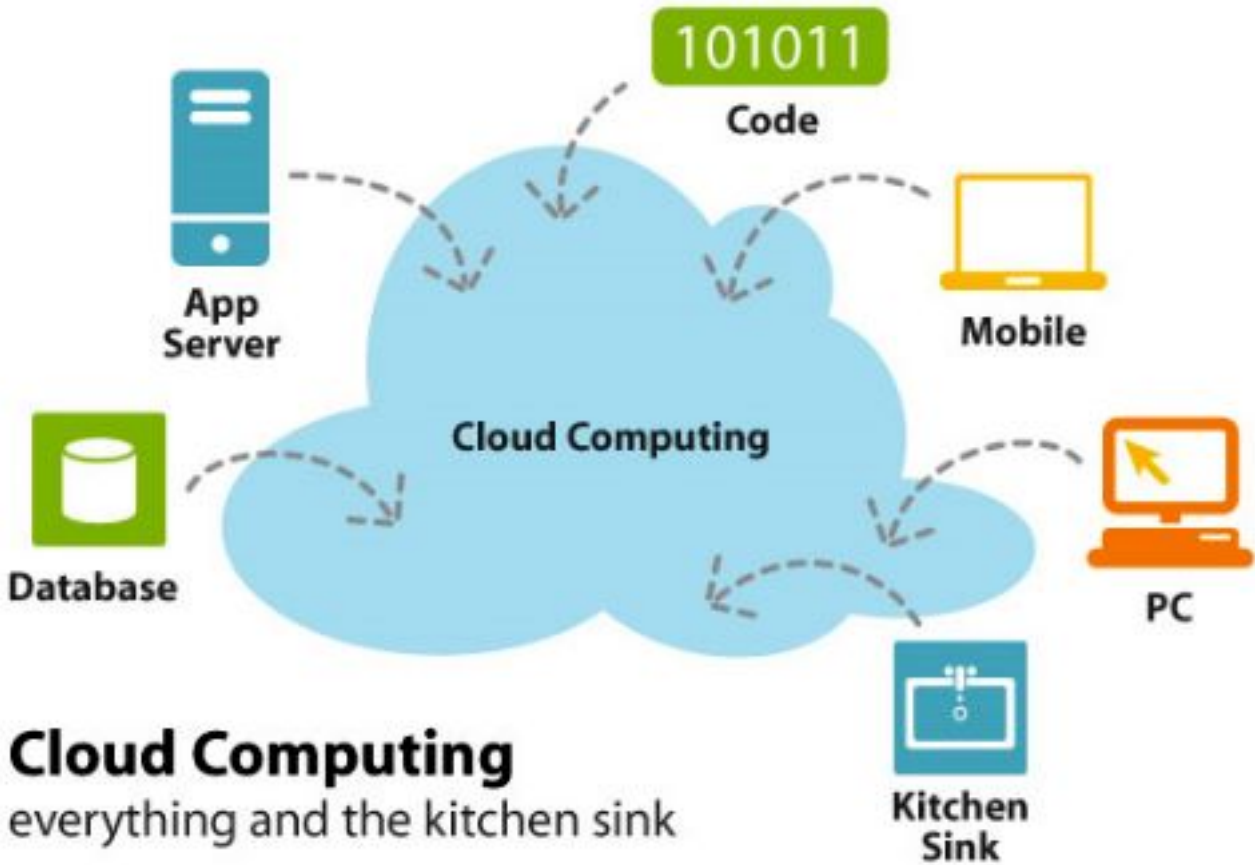 101011
Code
App
Server
Mobile
Cloud Computing
Database
PC
Kitchen
Sink
Cloud Computing
everything and the kitchen sink